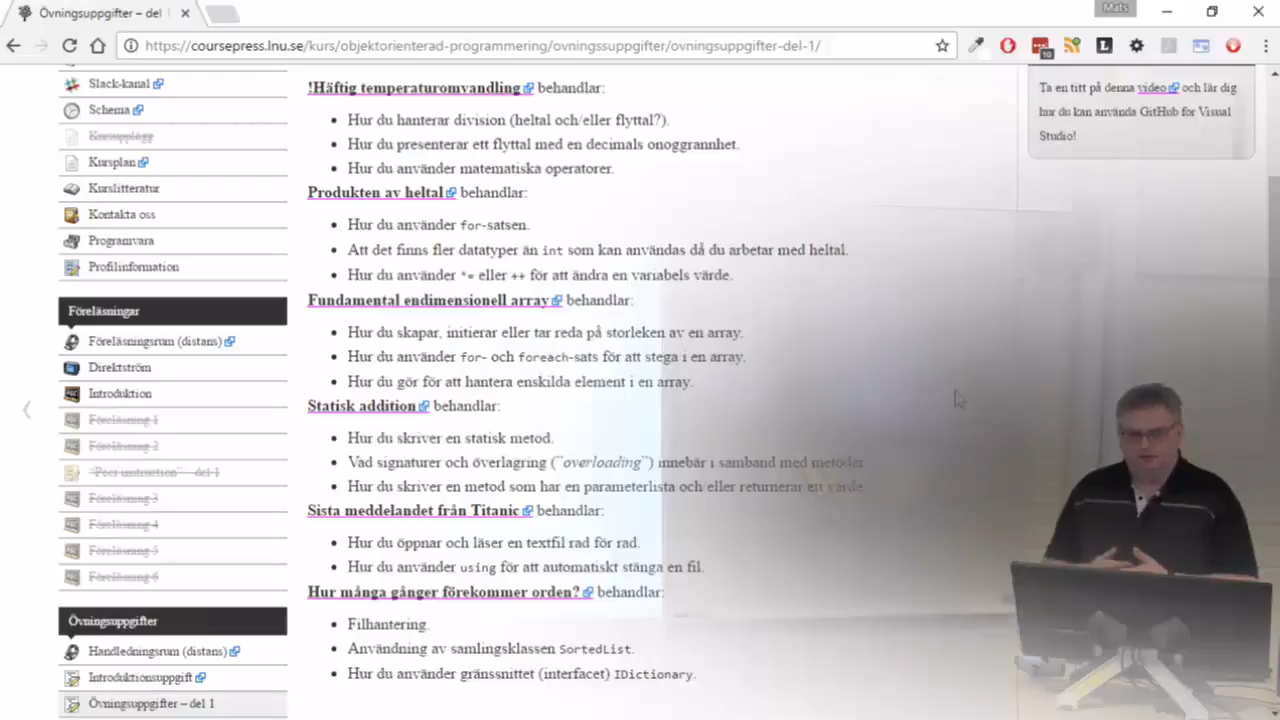 Övningsuppgifter – del
Mats
https://coursepress.lnu.se/kurs/objektorienterad-programmering/ovningssuppgifter/ovningsuppgifter-del-1/
10
L
Slack-kanal
Schema
Kursupplägg
Kursplan
Kurslitteratur
Kontakta oss
Programvara
Profilinformation
Föreläsningar
Föreläsningsrum (distans)
Direktström
Introduktion
Föreläsning 1
Föreläsning 2
"Peer instruction" – del 1
Föreläsning 3
Föreläsning 4
Föreläsning 5
Föreläsning 6
Övningsuppgifter
Handledningsrum (distans)
Introduktionsuppgift
Övningsuppgifter – del 1
!Häftig temperaturomvandling behandlar:
Hur du hanterar division (heltal och/eller flyttal?).
Hur du presenterar ett flyttal med en decimals onoggrannhet.
Hur du använder matematiska operatorer.
Produkten av heltal behandlar:
Hur du använder for-satsen.
Att det finns fler datatyper än int som kan användas då du arbetar med heltal.
Hur du använder *= eller ++ för att ändra en variabels värde.
Fundamental endimensionell array behandlar:
Hur du skapar, initierar eller tar reda på storleken av en array.
Hur du använder for- och foreach-sats för att stega i en array.
Hur du gör för att hantera enskilda element i en array.
Statisk addition behandlar:
Hur du skriver en statisk metod.
Vad signaturer och överlagring ("overloading") innebär i samband med metoder
Hur du skriver en metod som har en parameterlista och/eller returnerar ett värde
Sista meddelandet från Titanic behandlar:
Hur du öppnar och läser en textfil rad för rad.
Hur du använder using för att automatiskt stänga en fil.
Hur många gånger förekommer orden? behandlar:
Filhantering.
Användning av samlingsklassen SortedList.
Hur du använder gränssnittet (interfacet) IDictionary.
Ta en titt på denna video och lär dig
hur du kan använda GitHub for Visual
Studio!